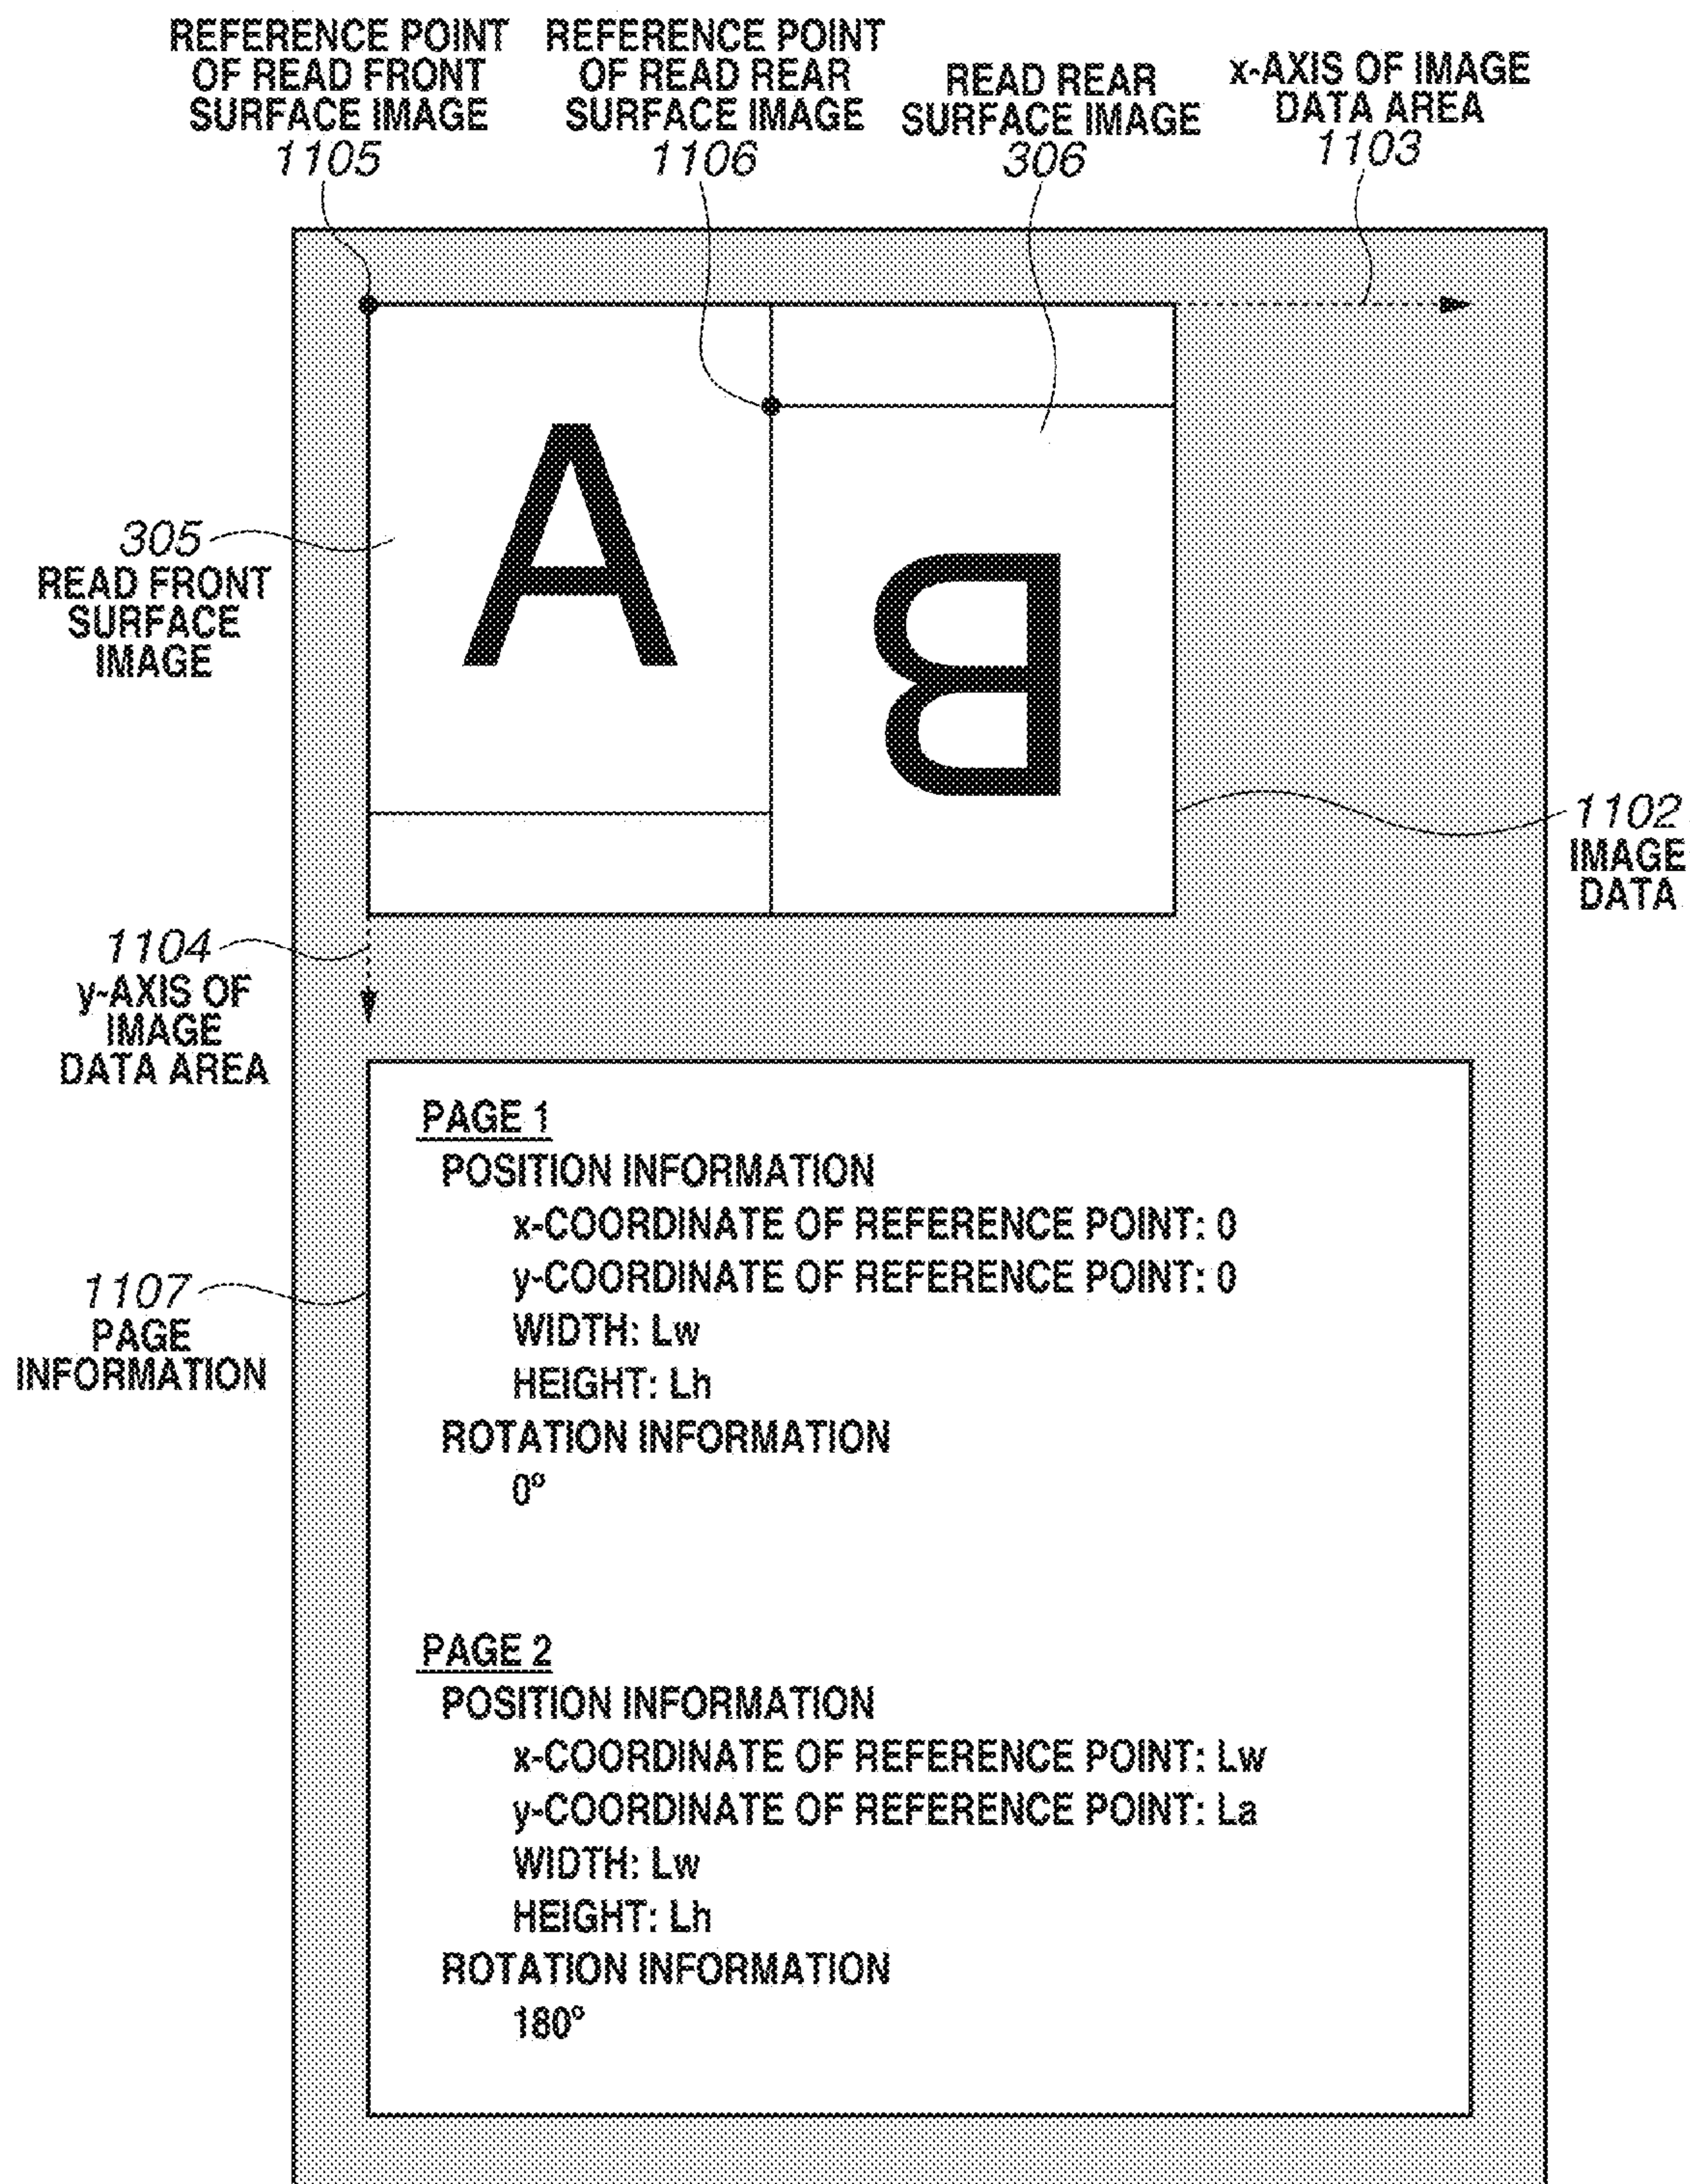 REFERENCE POINT
OF READ FRONT
SURFACE IMAGE
1105
REFERENCE POINT
OF READ REAR
SURFACE IMAGE
1106
READ REAR
SURFACE IMAGE
306
x-AXIS OF IMAGE
DATA AREA
1103
A
B
305
READ FRONT
SURFACE
IMAGE
1102
IMAGE
DATA
1104
y-AXIS OF
IMAGE
DATA AREA
1107
PAGE
INFORMATION
PAGE 1
POSITION INFORMATION
x-COORDINATE OF REFERENCE POINT: 0
y-COORDINATE OF REFERENCE POINT: 0
WIDTH: Lw
HEIGHT: Lh
ROTATION INFORMATION
0º
PAGE 2
POSITION INFORMATION
x-COORDINATE OF REFERENCE POINT: Lw
y-COORDINATE OF REFERENCE POINT: La
WIDTH: Lw
HEIGHT: Lh
ROTATION INFORMATION
180º